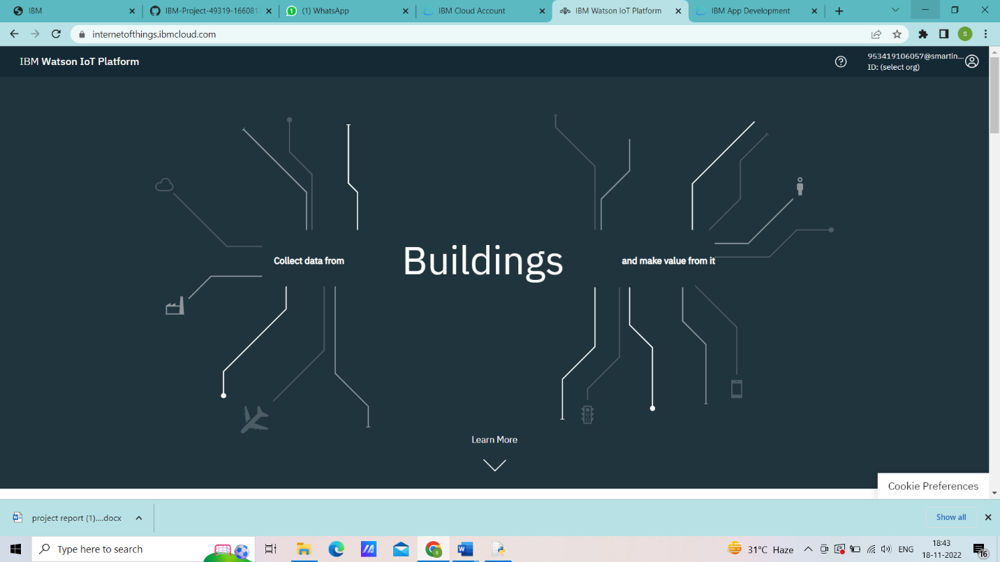 IBM
IBM-Project-49319-166081
(1) WhatsApp
IBM Cloud Account
IBM Watson IoT Platform
IBM App Development
internetofthings.ibmcloud.com
S
IBM Watson IoT Platform
953419106057@smartin...
ID: (select org)
Collect data from
Buildings
and make value from it
Learn More
Cookie Preferences
project report (1)....docx
Show all
Type here to search
31°C Haze
ENG
18:43
18-11-2022
16